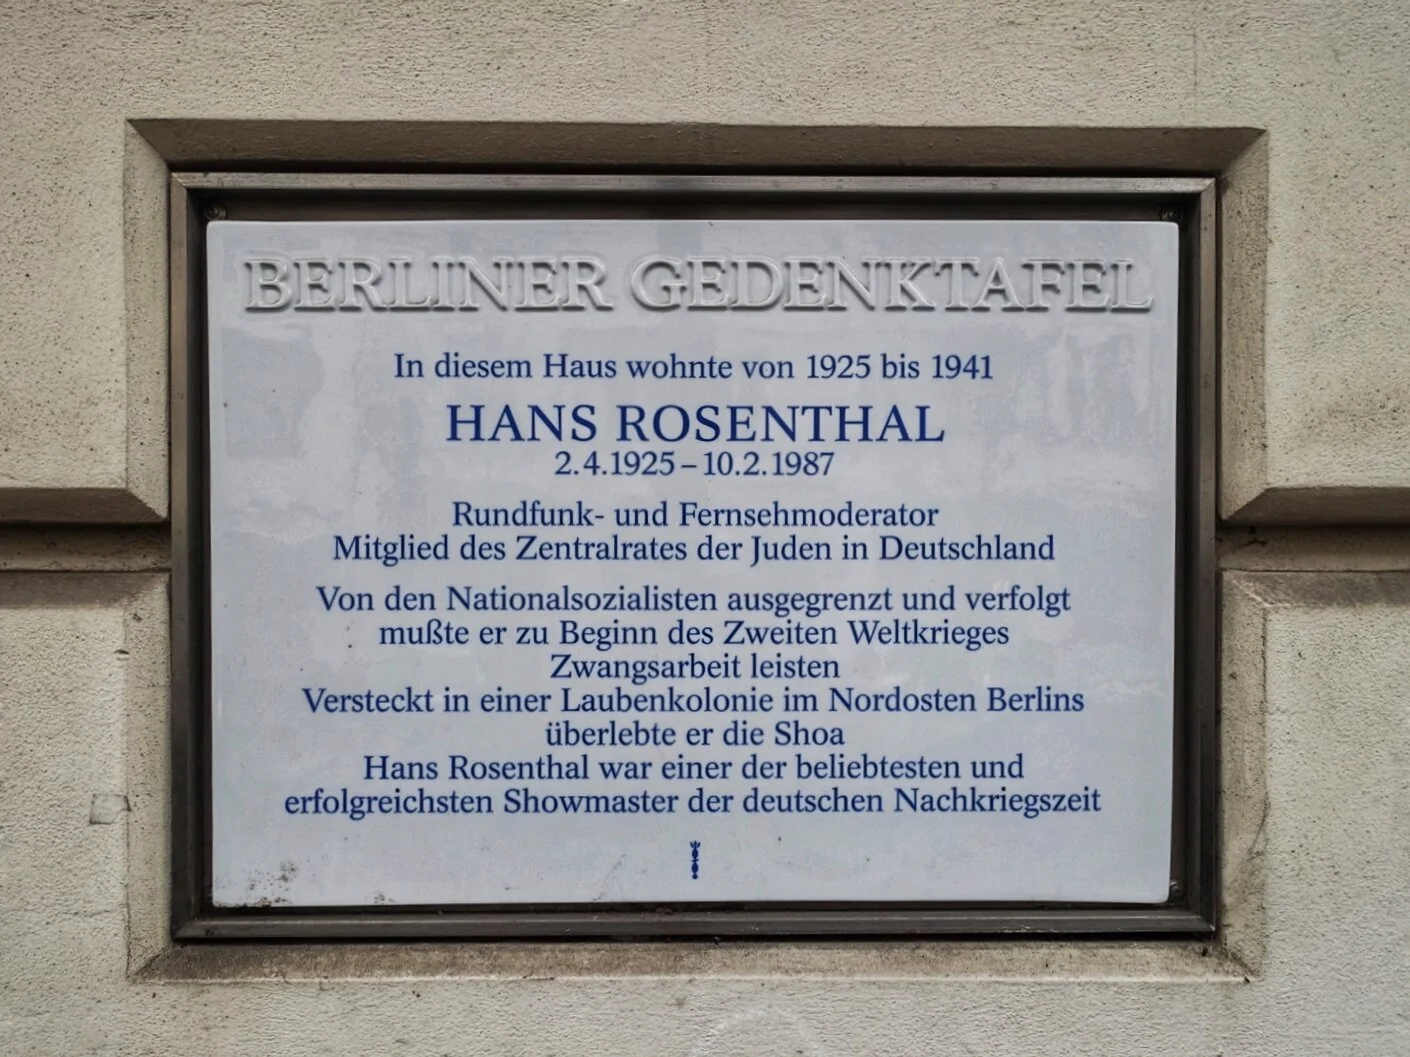 BERLINER GEDENKTAFEL
In diesem Haus wohnte von 1925 bis 1941
HANS ROSENTHAL
2.4.1925–10.2.1987
Rundfunk- und Fernsehmoderator
Mitglied des Zentralrates der Juden in Deutschland
Von den Nationalsozialisten ausgegrenzt und verfolgt
mußte er zu Beginn des Zweiten Weltkrieges
Zwangsarbeit leisten
Versteckt in einer Laubenkolonie im Nordosten Berlins
überlebte er die Shoa
Hans Rosenthal war einer der beliebtesten und
erfolgreichsten Showmaster der deutschen Nachkriegszeit